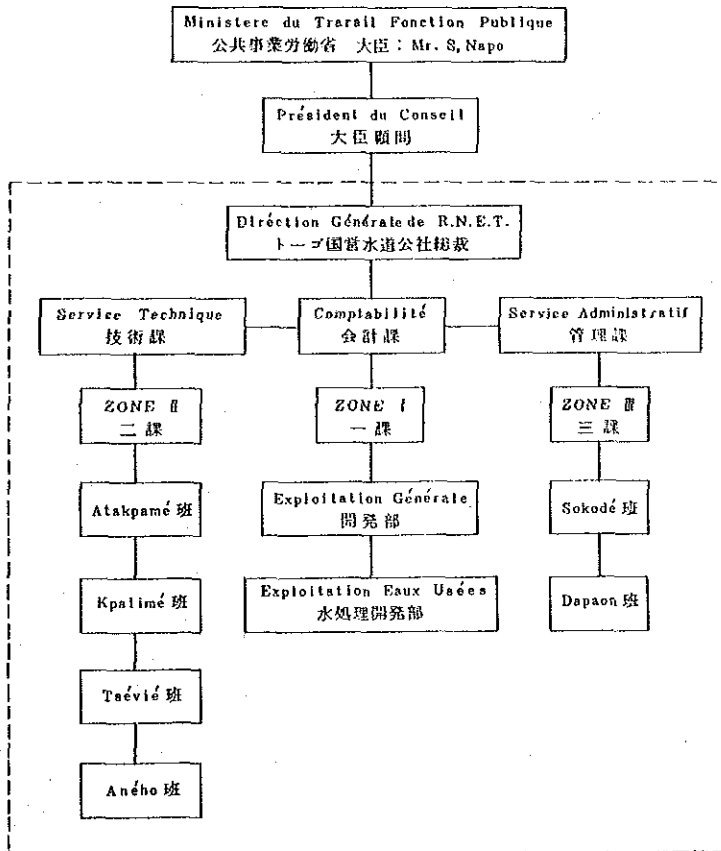 Ministere du Trarail Fonction Publique
公共事業労働省 大臣：Mr. S, Napo
Président du Conseil
大臣顧問
Diréction Générale de R.N.E.T.
トーゴ国営水道公社総裁
Service Technique
技術課
Comptabilité
会計課
Service Administratif
管理課
ZONE Ⅱ
二課
ZONE Ⅰ
一課
ZONE Ⅲ
三課
Atakpamé 班
Exploitation Générale
開発部
Sokodé 班
Kpalimé 班
Exploitation Eaux Usées
水処理開発部
Dapaon 班
Tsévié 班
Aného 班